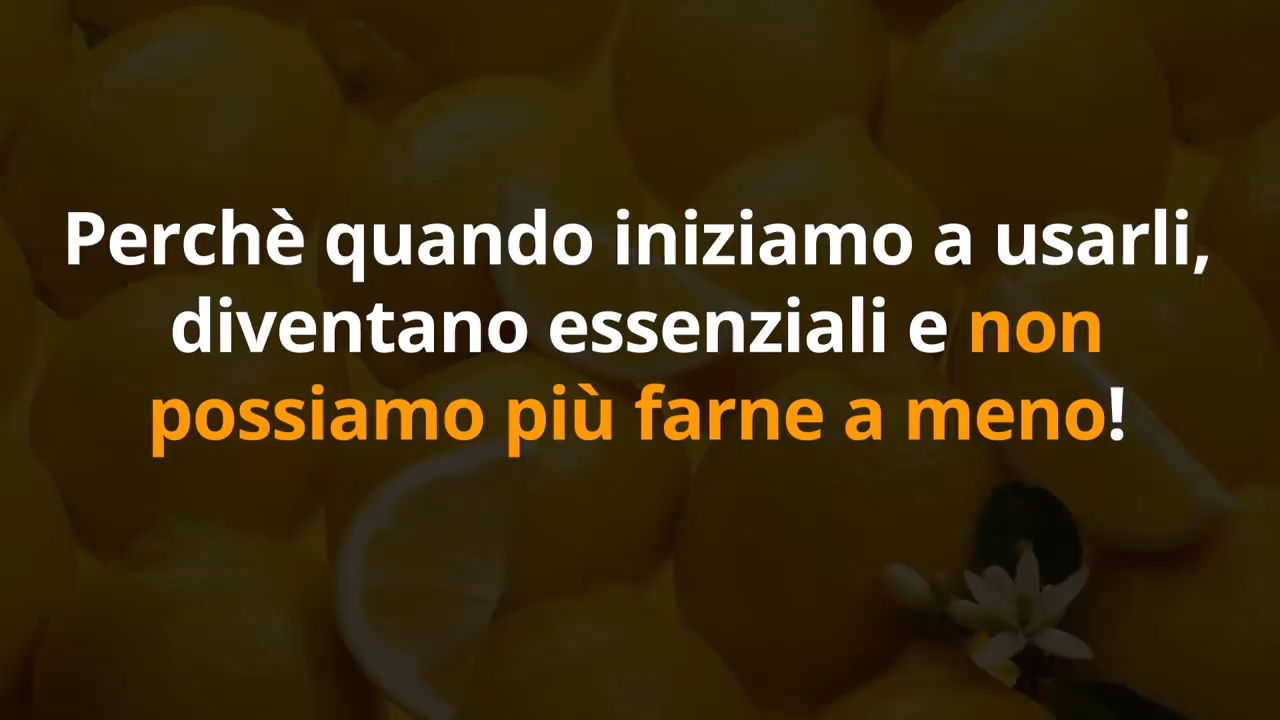 Perchè quando iniziamo a usarli,
diventano essenziali e non
possiamo più farne a meno!